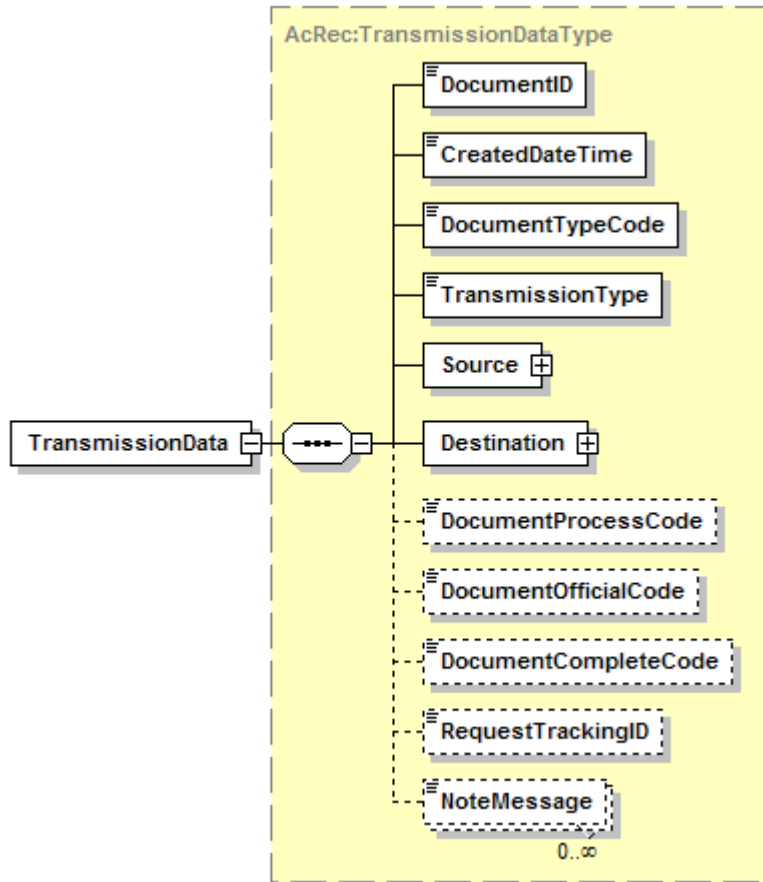 AcRec:TransmissionDataType
DocumentID
CreatedDateTime
DocumentTypeCode
TransmissionType
Source
TransmissionData
Destination
DocumentProcessCode
DocumentOfficialCode
DocumentCompleteCode
RequestTrackingID
NoteMessage
0..∞